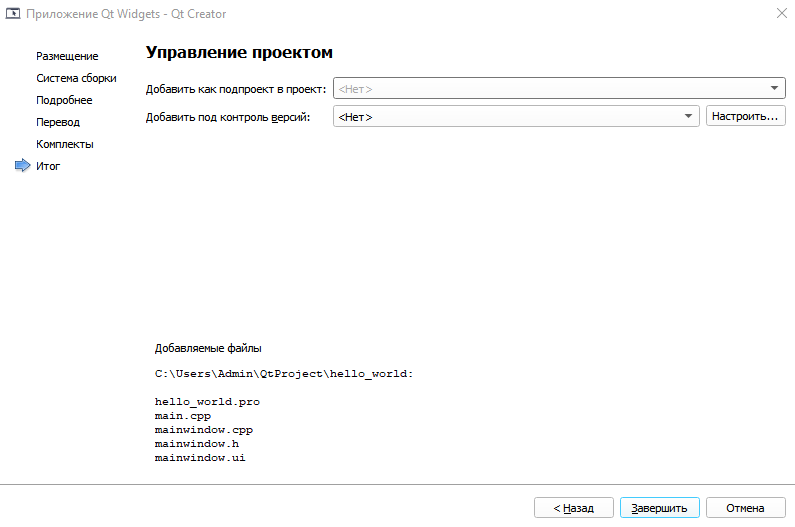 Приложение Qt Widgets - Qt Creator
Размещение
Система сборки
Подробнее
Перевод
Комплекты
Итог
Управление проектом
Добавить как подпроект в проект: <Нет>
Добавить под контроль версий: <Нет> Настроить...
Добавляемые файлы
C:\Users\Admin\QtProject\hello_world:
hello_world.pro
main.cpp
mainwindow.cpp
mainwindow.h
mainwindow.ui
< Назад Завершить Отмена